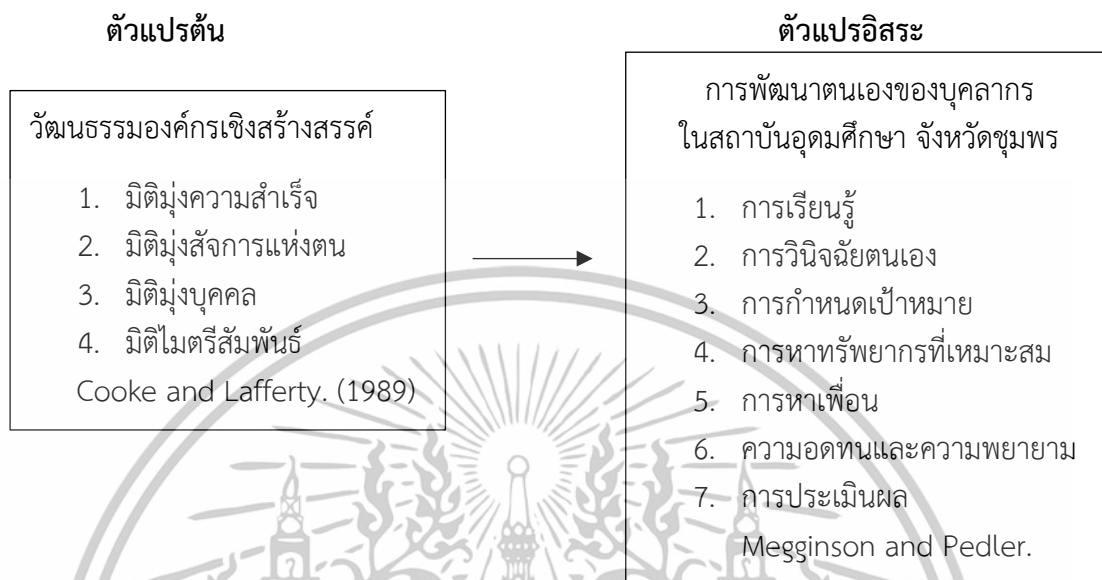 ตัวแปรต้น
วัฒนธรรมองค์กรเชิงสร้างสรรค์
1. มิติมุ่งความสำเร็จ
2. มิติมุ่งสัจการแห่งตน
3. มิติมุ่งบุคคล
4. มิติไมตรีสัมพันธ์
Cooke and Lafferty. (1989)
ตัวแปรอิสระ
การพัฒนาตนเองของบุคลากร
ในสถาบันอุดมศึกษา จังหวัดชุมพร
1. การเรียนรู้
2. การวินิจฉัยตนเอง
3. การกำหนดเป้าหมาย
4. การหาทรัพยากรที่เหมาะสม
5. การหาเพื่อน
6. ความอดทนและความพยายาม
7. การประเมินผล
Megginson and Pedler.